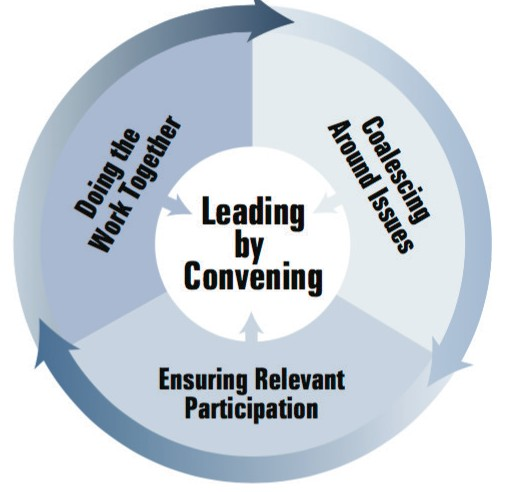 Leading
by
Convening
Coalescing
Around Issues
Ensuring Relevant
Participation
Doing the
Work Together